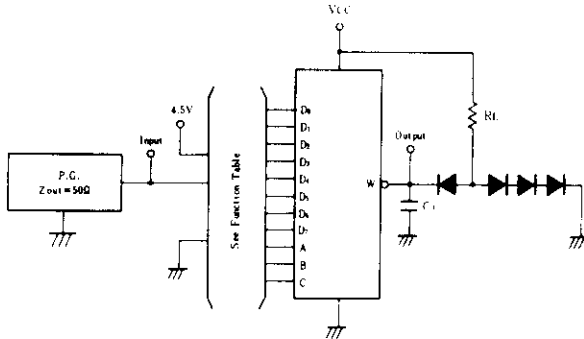 VCC
4.5V
Input
P.G.
Zout=50Ω
See Function Table
D0
D1
D2
D3
D4
D5
D6
D7
A
B
C
W
Output
RL
CL